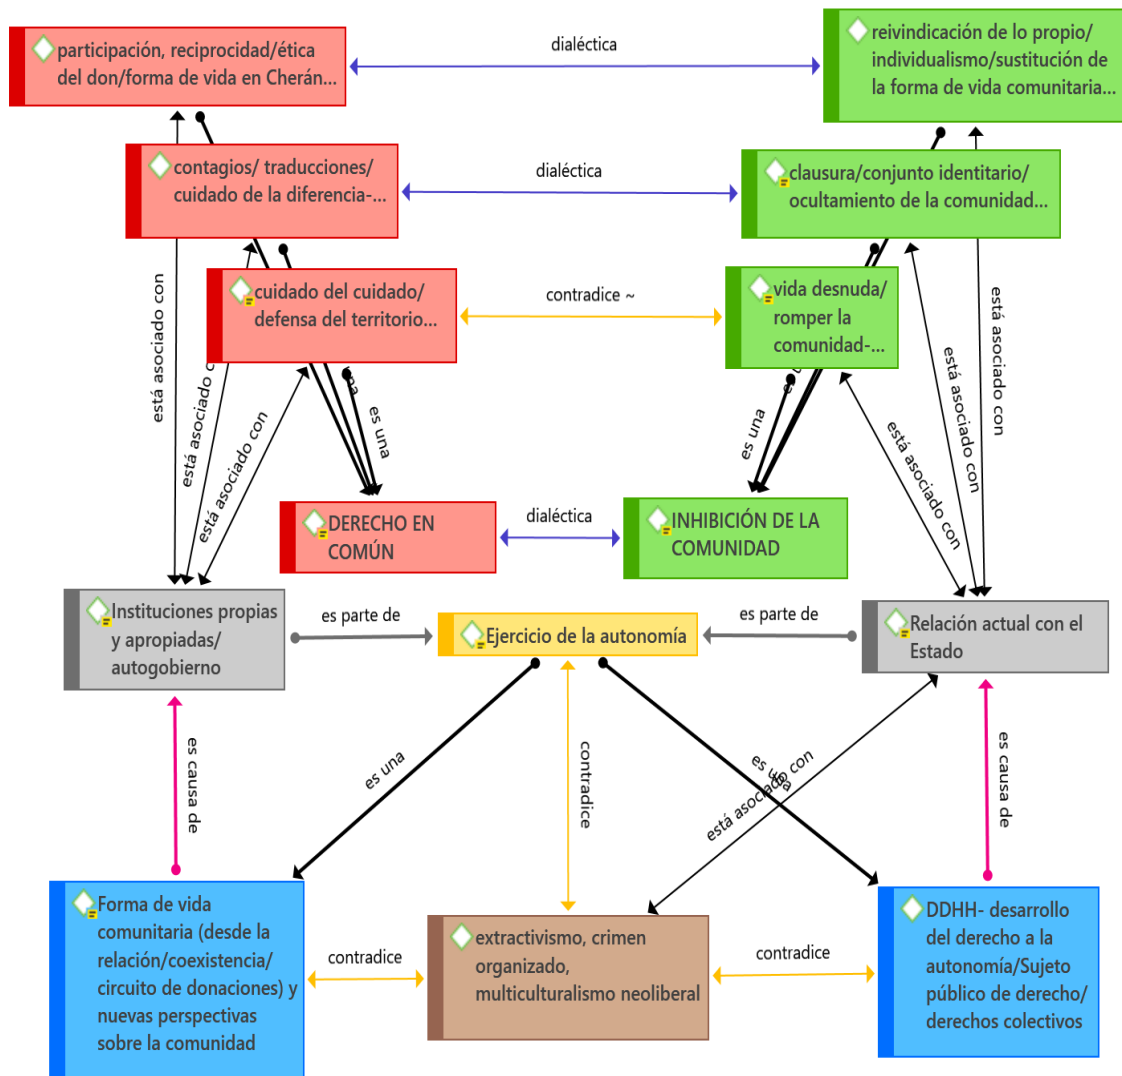 participación, reciprocidad/ética
del don/forma de vida en Cherán...
dialéctica
reivindicación de lo propio/
individualismo/sustitución de
la forma de vida comunitaria...
contagios/ traducciones/
cuidado de la diferencia-...
dialéctica
clausura/conjunto identitario/
ocultamiento de la comunidad...
cuidado del cuidado/
defensa del territorio...
contradice ~
vida desnuda/
romper la
comunidad-...
está asociado con
está asociado c
está asociado con
una
es una
es una
es u
está asociado con
está asociado con
está asociado con
DERECHO EN
COMÚN
dialéctica
INHIBICIÓN DE LA
COMUNIDAD
Instituciones propias
y apropiadas/
autogobierno
es parte de
Ejercicio de la autonomía
es parte de
Relación actual con el
Estado
es causa de
es una
contradice
es una
está asociado con
es causa de
Forma de vida
comunitaria (desde la
relación/coexistencia/
circuito de donaciones) y
nuevas perspectivas
sobre la comunidad
contradice
extractivismo, crimen
organizado,
multiculturalismo neoliberal
contradice
DDHH- desarrollo
del derecho a la
autonomía/Sujeto
público de derecho/
derechos colectivos